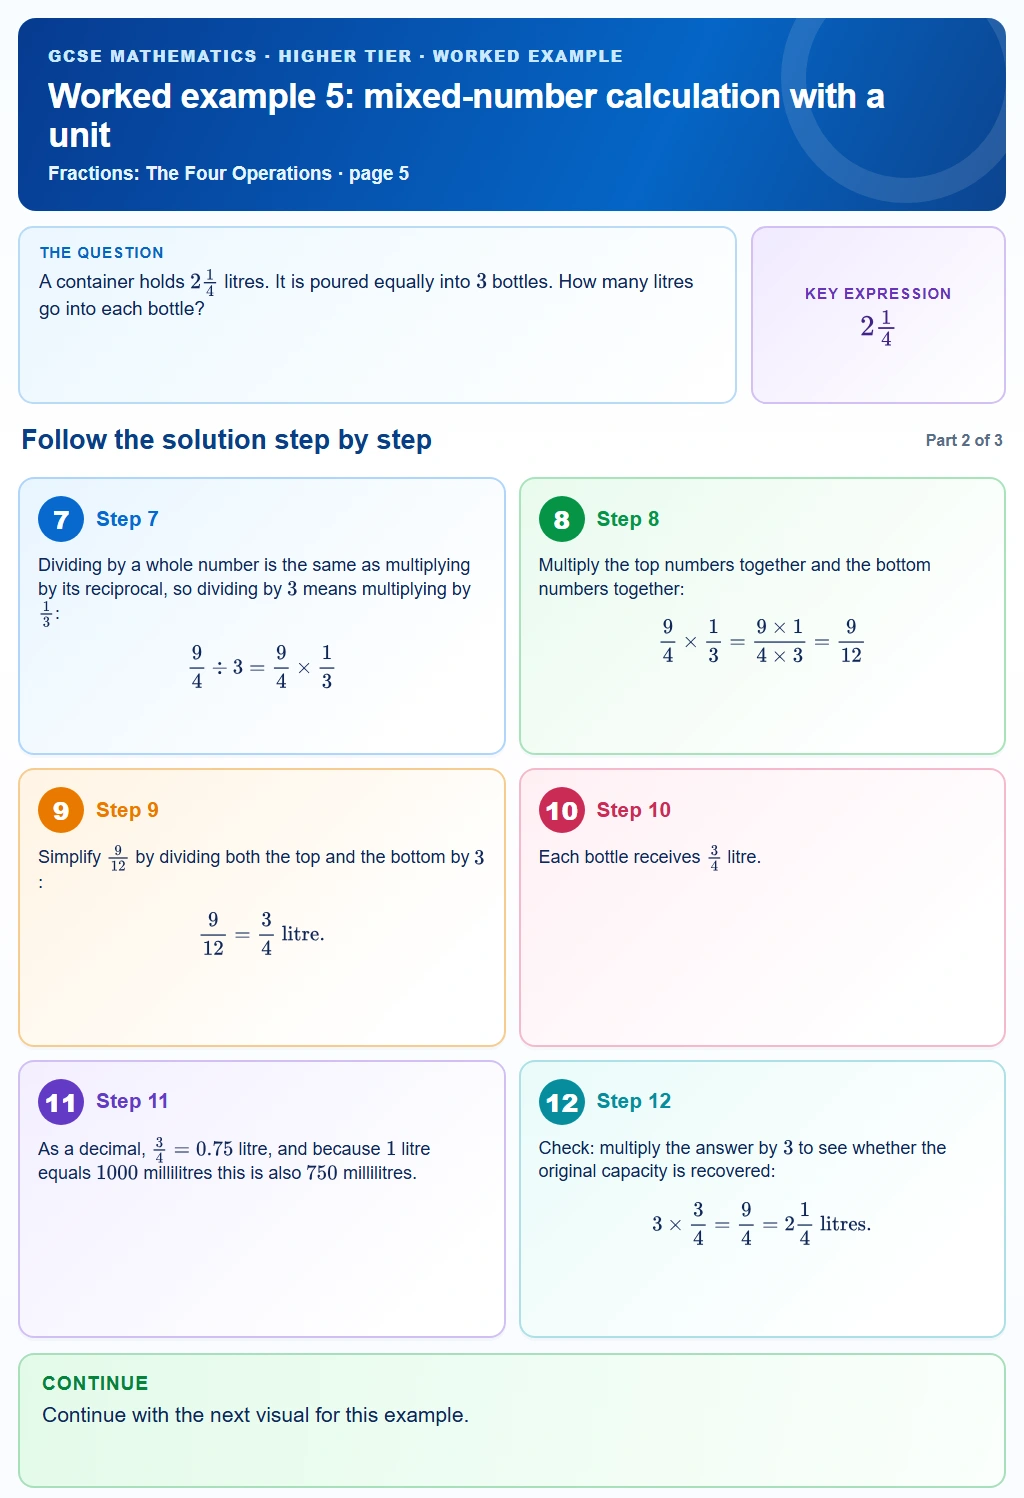 GCSE MATHEMATICS · HIGHER TIER · WORKED EXAMPLE
Worked example 5: mixed-number calculation with a
unit
Fractions: The Four Operations · page 5
THE QUESTION
A container holds 2 1/4 litres. It is poured equally into 3 bottles. How many litres
go into each bottle?
KEY EXPRESSION
2 1/4
Follow the solution step by step
Part 2 of 3
7 Step 7
Dividing by a whole number is the same as multiplying
by its reciprocal, so dividing by 3 means multiplying by
1/3:
9/4 ÷ 3 = 9/4 × 1/3
8 Step 8
Multiply the top numbers together and the bottom
numbers together:
9/4 × 1/3 = (9 × 1)/(4 × 3) = 9/12
9 Step 9
Simplify 9/12 by dividing both the top and the bottom by 3
:
9/12 = 3/4 litre.
10 Step 10
Each bottle receives 3/4 litre.
11 Step 11
As a decimal, 3/4 = 0.75 litre, and because 1 litre
equals 1000 millilitres this is also 750 millilitres.
12 Step 12
Check: multiply the answer by 3 to see whether the
original capacity is recovered:
3 × 3/4 = 9/4 = 2 1/4 litres.
CONTINUE
Continue with the next visual for this example.